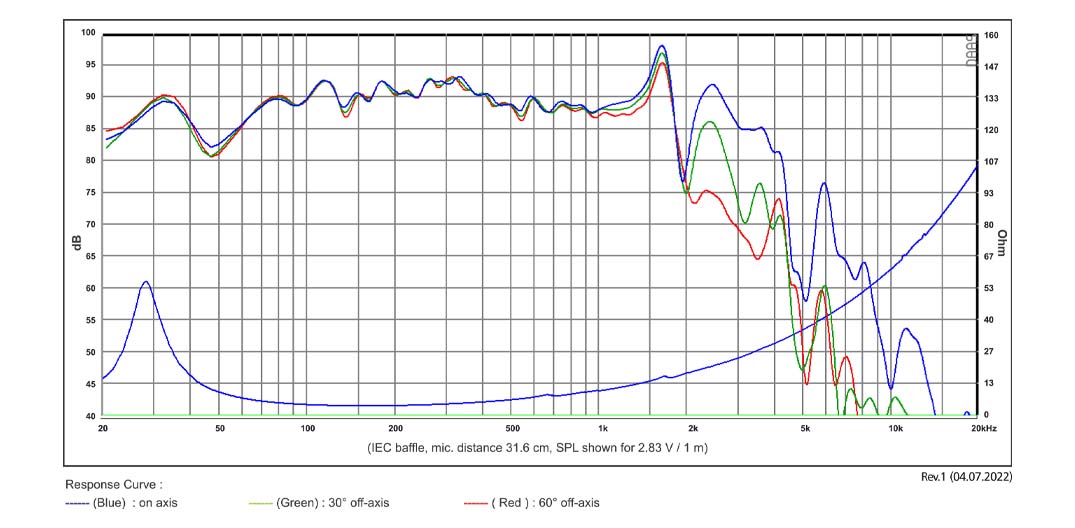 100 160
95 147
90 133
85 120
80 107
75 93
70 80
dB
Ohm
65 67
60 53
55 40
50 27
45 13
40 0
20 50 100 200 500 1k 2k 5k 10k 20kHz
(IEC baffle, mic. distance 31.6 cm, SPL shown for 2.83 V / 1 m)
Rev.1 (04.07.2022)
Response Curve :
------ (Blue) : on axis ------ (Green) : 30° off-axis ------ ( Red ) : 60° off-axis